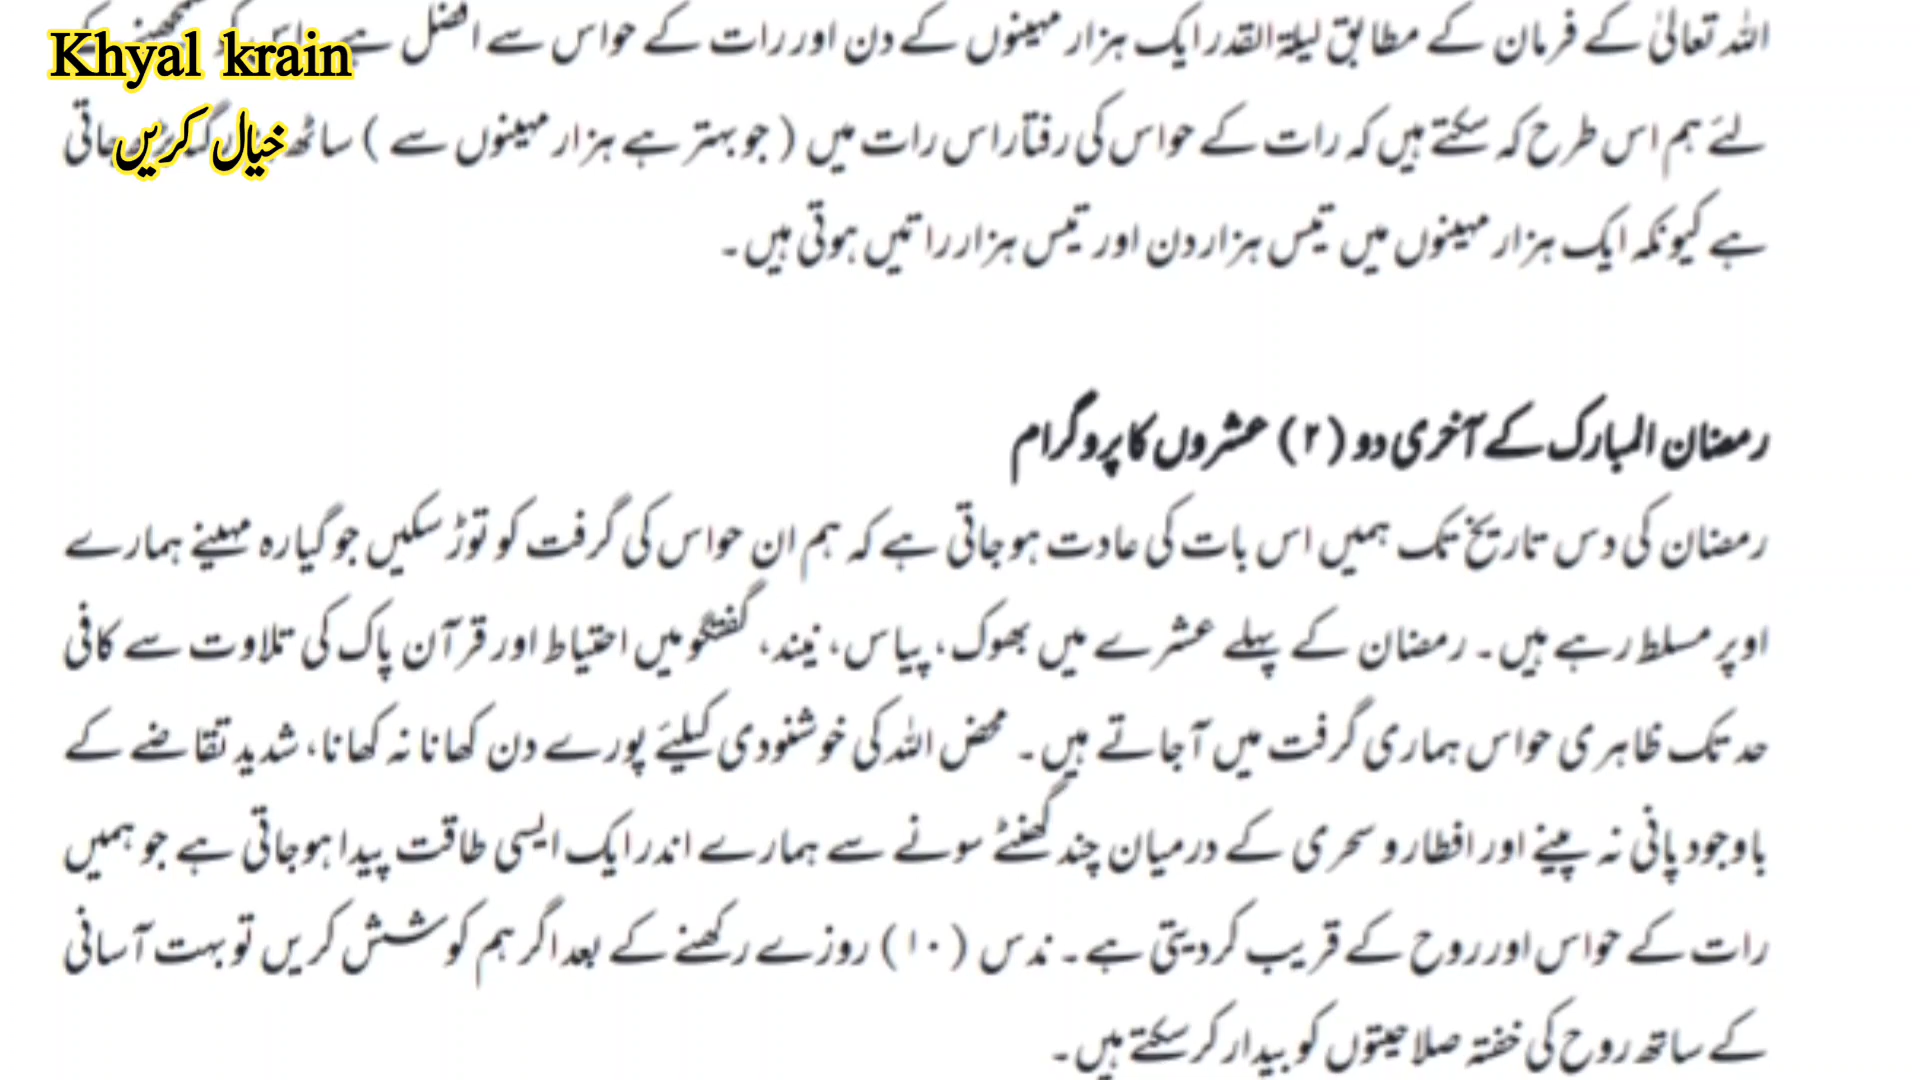 Khyal krain
خیال کریں
اللہ تعالیٰ کے فرمان کے مطابق لیلۃ القدر ایک ہزار مہینوں کے دن اور رات کے حواس سے افضل ہے۔
لئے ہم اس طرح کہ سکتے ہیں کہ رات کے حواس کی رفتار اس رات میں ( جو بہتر ہے ہزار مہینوں سے ) ساٹھ جاتی
ہے کیونکہ ایک ہزار مہینوں میں تیس ہزار دن اور تیس ہزار راتیں ہوتی ہیں۔
رمضان المبارک کے آخری دو (۲) عشروں کا پروگرام
رمضان کی دس تاریخ تک ہمیں اس بات کی عادت ہو جاتی ہے کہ ہم ان حواس کی گرفت کو توڑ سکیں جو گیارہ مہینے ہمارے
اوپر مسلط رہے ہیں۔ رمضان کے پہلے عشرے میں بھوک، پیاس، نیند، گفتگو میں احتیاط اور قرآن پاک کی تلاوت سے کافی
حد تک ظاہری حواس ہماری گرفت میں آجاتے ہیں۔ محض اللہ کی خوشنودی کیلئے پورے دن کھانا نہ کھانا، شدید تقاضے کے
باوجود پانی نہ پینے اور افطار و سحری کے درمیان چند گھنٹے سونے سے ہمارے اندر ایک ایسی طاقت پیدا ہوجاتی ہے جو ہمیں
رات کے حواس اور روح کے قریب کردیتی ہے۔ ندس (۱۰) روزے رکھنے کے بعد اگر ہم کوشش کریں تو بہت آسانی
کے ساتھ روح کی خفتہ صلاحیتوں کو بیدار کر سکتے ہیں۔